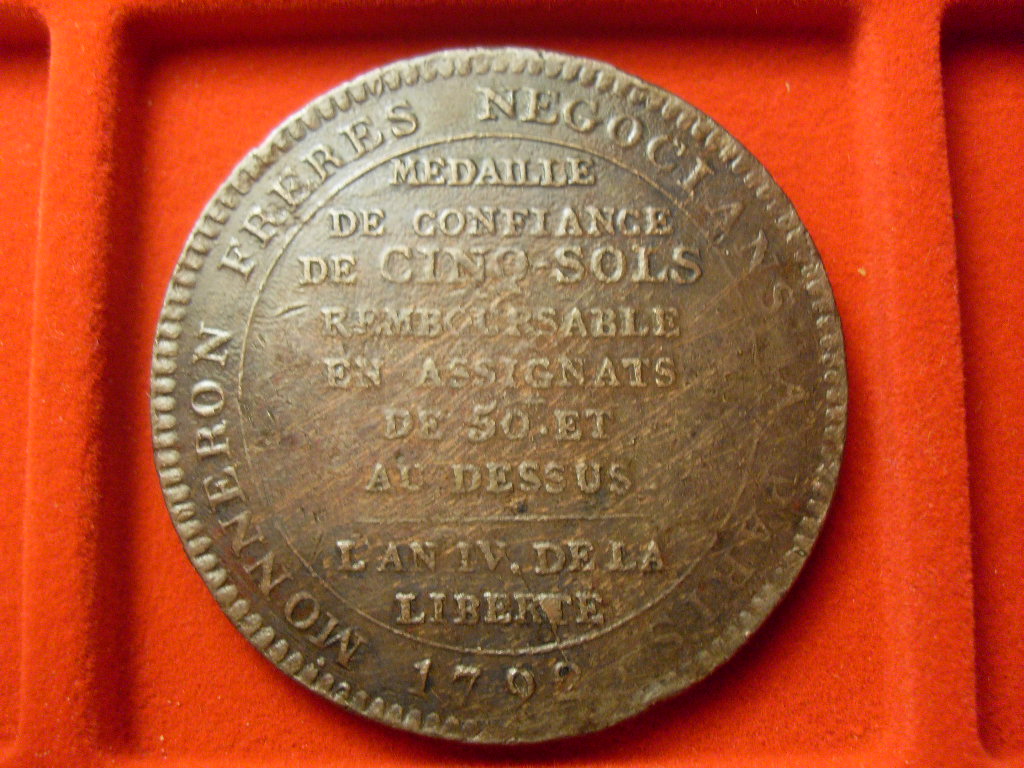 MONNERON FRERES NEGOCIANS A PARIS
MEDAILLE
DE CONFIANCE
DE CINQ-SOLS
REMBOURSABLE
EN ASSIGNATS
DE 50. ET
AU DESSUS
L'AN IV. DE LA
LIBERTE
1792